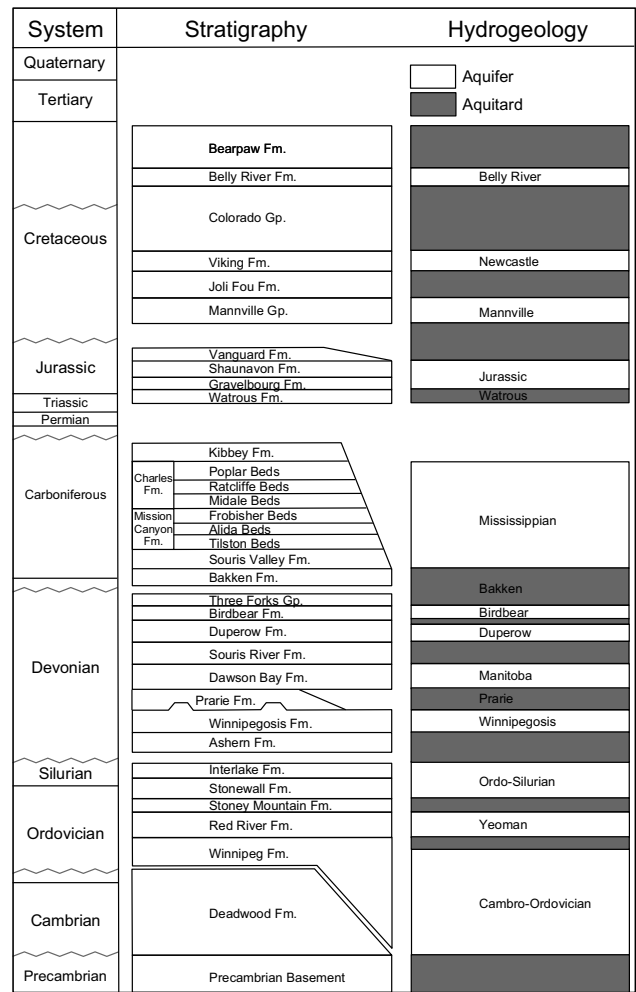 System
Stratigraphy
Hydrogeology
Quaternary
Tertiary
Cretaceous
Jurassic
Triassic
Permian
Carboniferous
Devonian
Silurian
Ordovician
Cambrian
Precambrian
Bearpaw Fm.
Belly River Fm.
Colorado Gp.
Viking Fm.
Joli Fou Fm.
Mannville Gp.
Vanguard Fm.
Shaunavon Fm.
Gravelbourg Fm.
Watrous Fm.
Kibbey Fm.
Charles
Fm.
Poplar Beds
Ratcliffe Beds
Midale Beds
Mission
Canyon
Fm.
Frobisher Beds
Alida Beds
Tilston Beds
Souris Valley Fm.
Bakken Fm.
Three Forks Gp.
Birdbear Fm.
Duperow Fm.
Souris River Fm.
Dawson Bay Fm.
Prarie Fm.
Winnipegosis Fm.
Ashern Fm.
Interlake Fm.
Stonewall Fm.
Stoney Mountain Fm.
Red River Fm.
Winnipeg Fm.
Deadwood Fm.
Precambrian Basement
Aquifer
Aquitard
Belly River
Newcastle
Mannville
Jurassic
Watrous
Mississippian
Bakken
Birdbear
Duperow
Manitoba
Prarie
Winnipegosis
Ordo-Silurian
Yeoman
Cambro-Ordovician